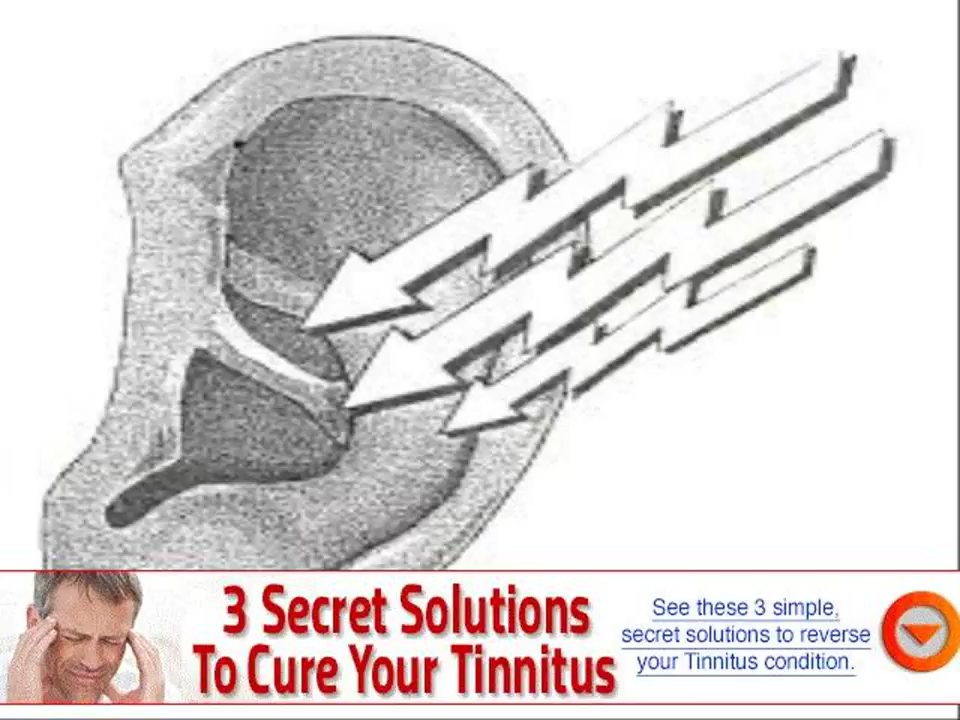 3 Secret Solutions
To Cure Your Tinnitus
See these 3 simple,
secret solutions to reverse
your Tinnitus condition.